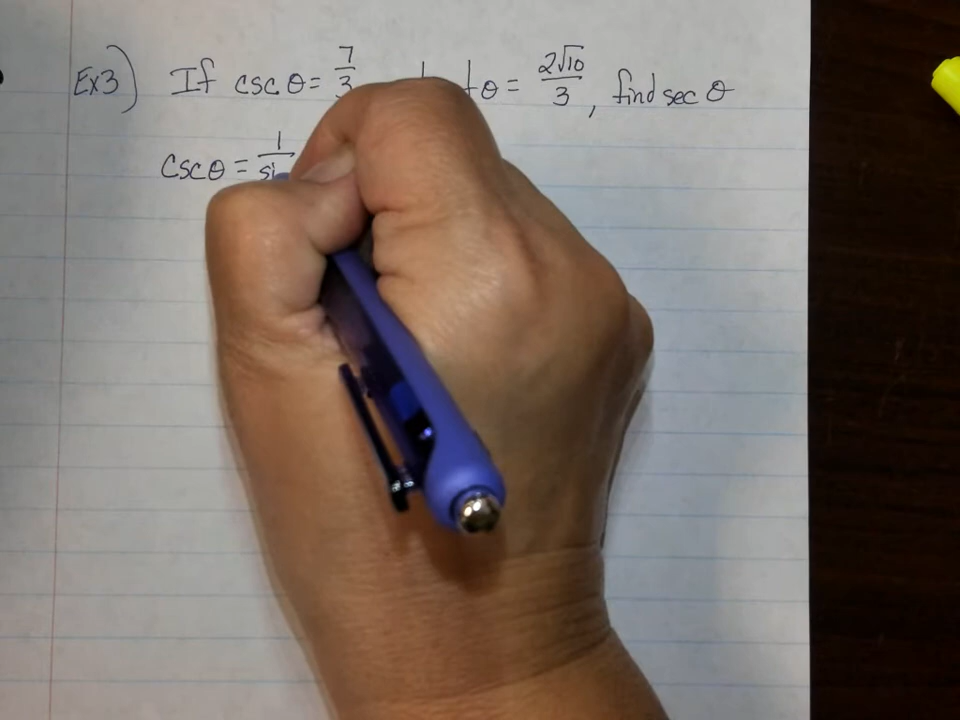 Ex3) If csc θ = 7/3 θ = 2√10/3, find sec θ
csc θ = 1/si